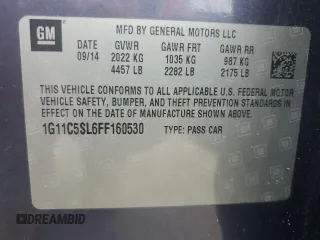 GM
MFD BY GENERAL MOTORS LLC
DATE GVWR GAWR FRT GAWR RR
09/14 2022 KG 1035 KG 987 KG
4457 LB 2282 LB 2175 LB
THIS VEHICLE CONFORMS TO ALL APPLICABLE U.S. FEDERAL MOTOR
VEHICLE SAFETY, BUMPER, AND THEFT PREVENTION STANDARDS
IN EFFECT ON THE DATE OF MANUFACTURE SHOWN ABOVE.
1G11C5SL6FF160530 TYPE: PASS CAR
DREAMBID